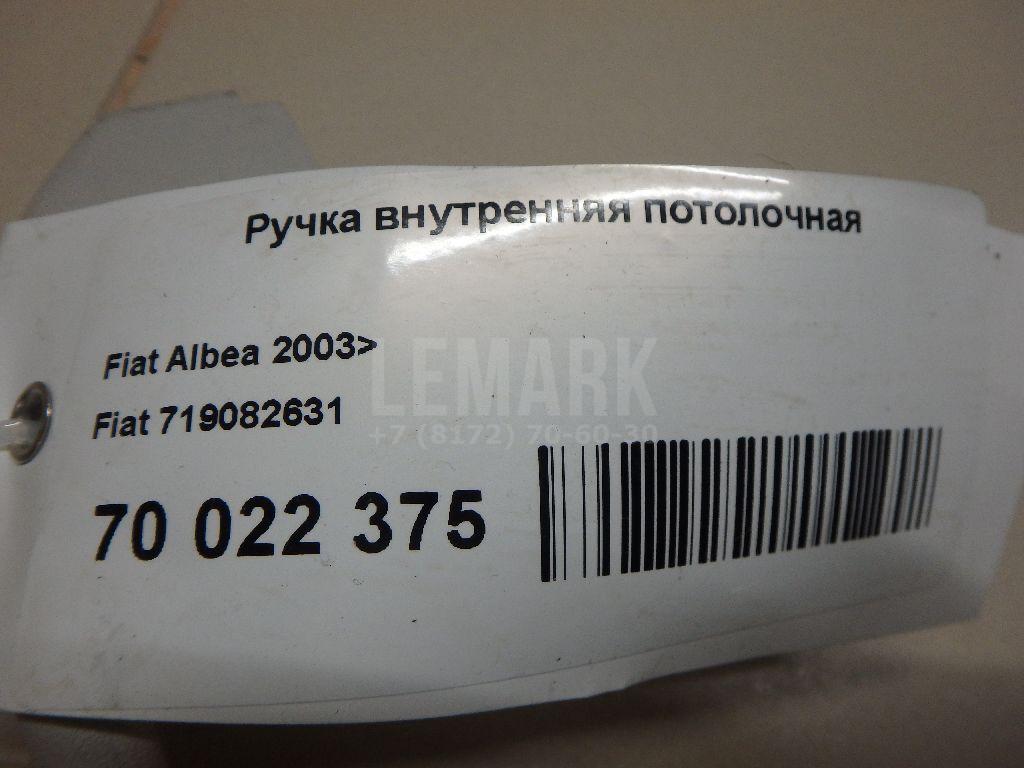 Ручка внутренняя потолочная
Fiat Albea 2003>
LEMARK
Fiat 719082631
+7 (8172) 70-60-30
70 022 375